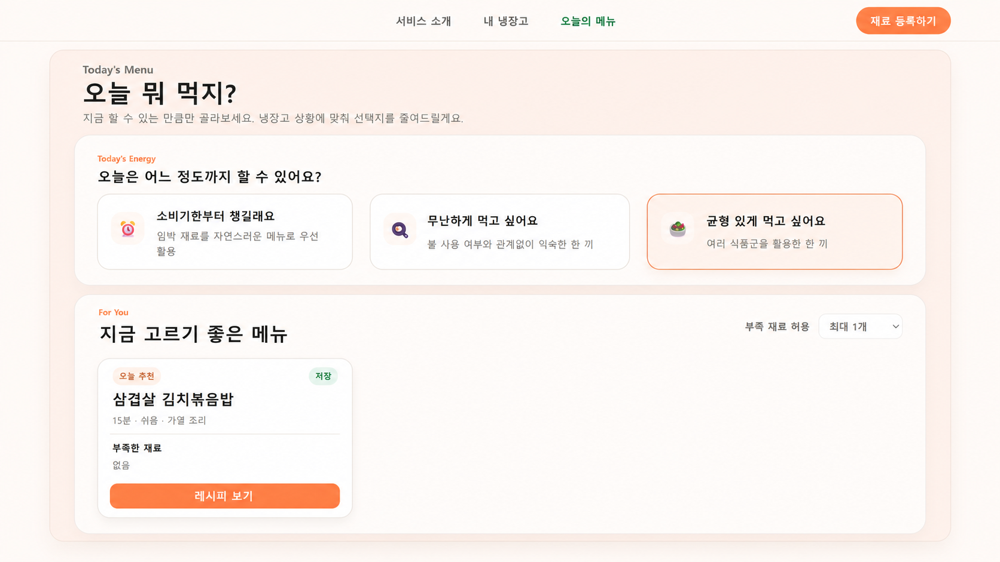 서비스 소개
내 냉장고
오늘의 메뉴
재료 등록하기
Today's Menu
오늘 뭐 먹지?
지금 할 수 있는 만큼만 골라보세요. 냉장고 상황에 맞춰 선택지를 줄여드릴게요.
Today's Energy
오늘은 어느 정도까지 할 수 있어요?
소비기한부터 챙길래요
임박 재료를 자연스러운 메뉴로 우선
활용
무난하게 먹고 싶어요
불 사용 여부와 관계없이 익숙한 한 끼
균형 있게 먹고 싶어요
여러 식품군을 활용한 한 끼
For You
지금 고르기 좋은 메뉴
부족 재료 허용
최대 1개
오늘 추천
저장
삼겹살 김치볶음밥
15분 · 쉬음 · 가열 조리
부족한 재료
없음
레시피 보기